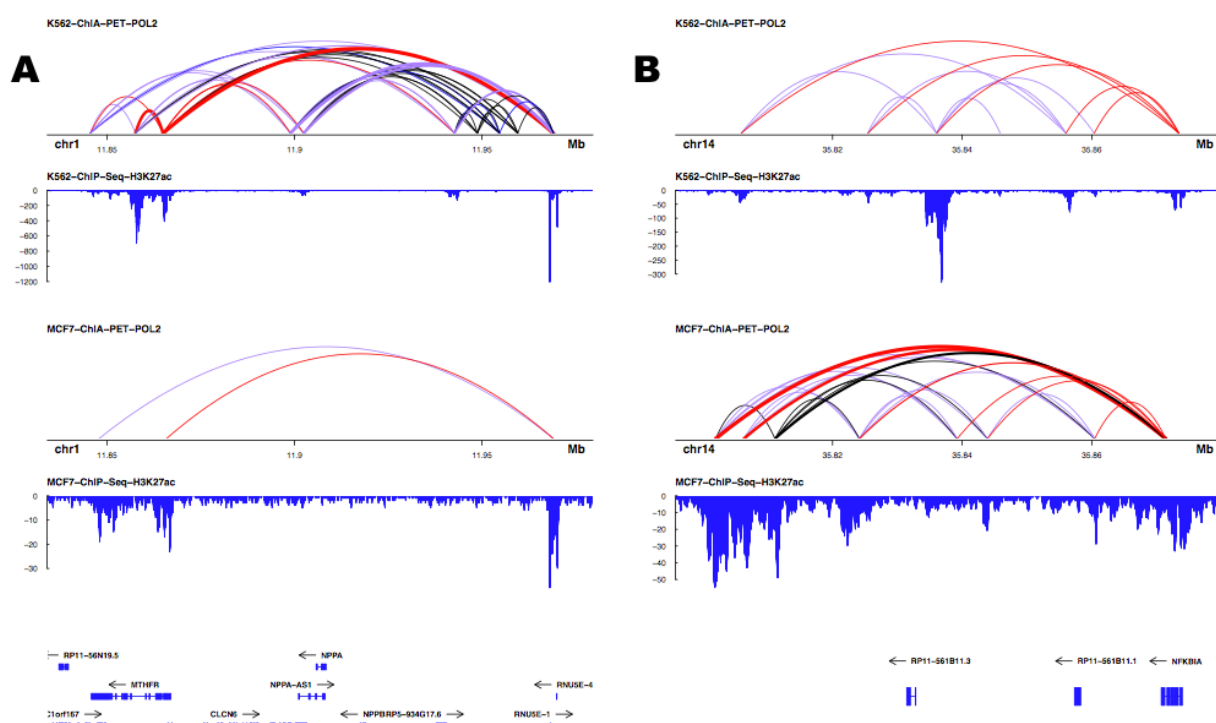 A
K562-ChIA-PET-POL2
chr1 11.85 11.9 11.95 Mb
K562-ChIP-Seq-H3K27ac
0
-200
-400
-600
-800
-1000
-1200
MCF7-ChIA-PET-POL2
chr1 11.85 11.9 11.95 Mb
MCF7-ChIP-Seq-H3K27ac
0
-10
-20
-30
RP11-56N19.5 NPPA
MTHFR NPPA-AS1 RNU5E-4
C1orf167 CLCN6 NPPBRP5-934G17.6 RNU5E-1
B
K562-ChIA-PET-POL2
chr14 35.82 35.84 35.86 Mb
K562-ChIP-Seq-H3K27ac
0
-50
-100
-150
-200
-250
-300
MCF7-ChIA-PET-POL2
chr14 35.82 35.84 35.86 Mb
MCF7-ChIP-Seq-H3K27ac
0
-10
-20
-30
-40
-50
RP11-561B11.3 RP11-561B11.1 NFKBIA